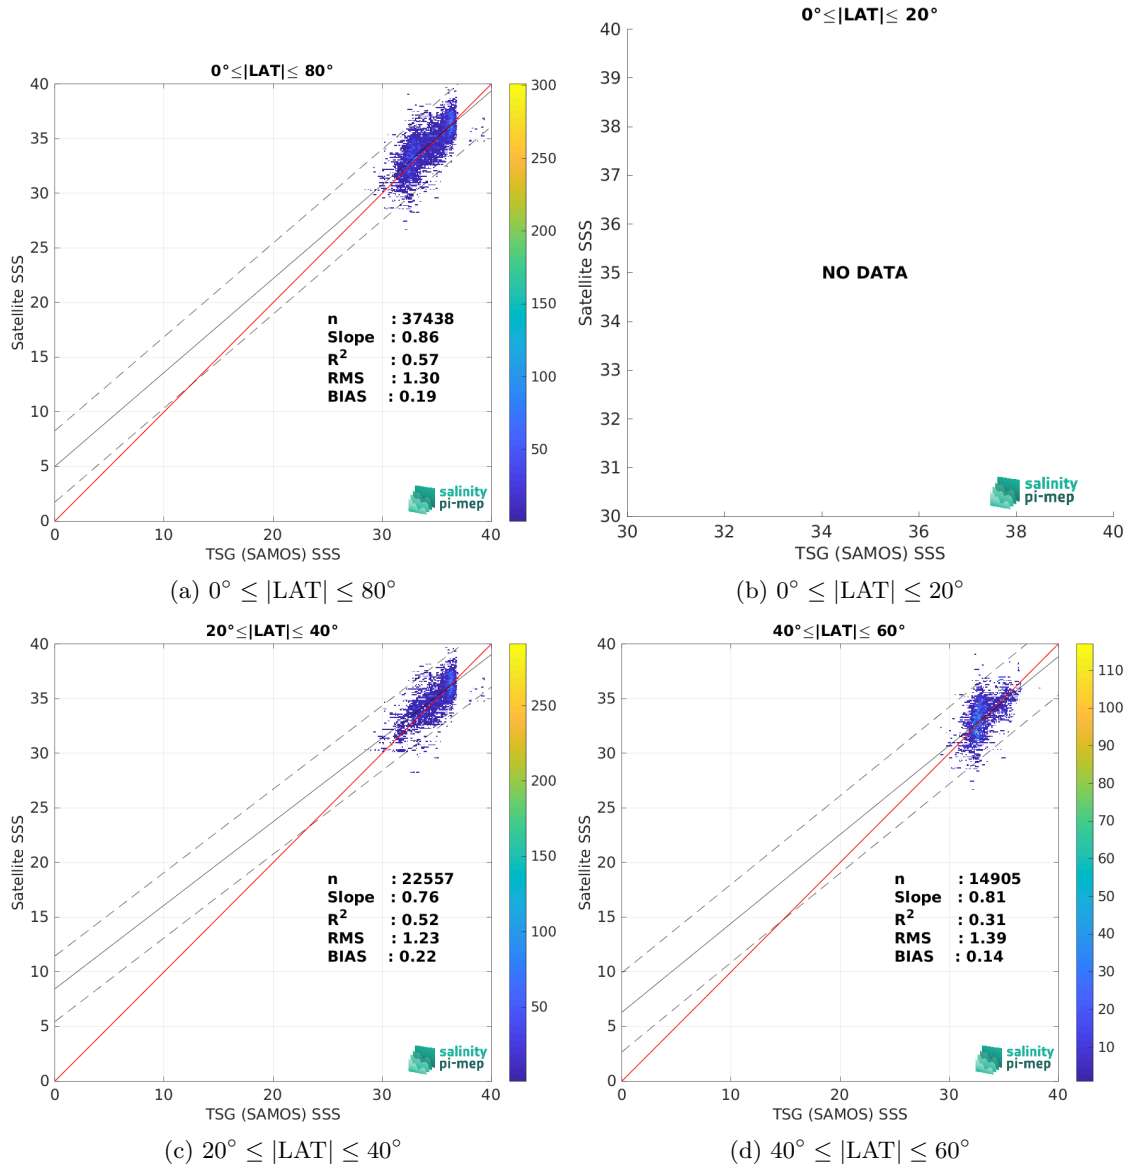 0°≤|LAT|≤ 80°
40
35
30
25
20
15
10
5
0
0
10
20
30
40
Satellite SSS
TSG (SAMOS) SSS
n : 37438
Slope : 0.86
R² : 0.57
RMS : 1.30
BIAS : 0.19
salinity
pi-mep
300
250
200
150
100
50
(a) 0° ≤ |LAT| ≤ 80°
0°≤|LAT|≤ 20°
40
39
38
37
36
35
34
33
32
31
30
30
32
34
36
38
40
Satellite SSS
TSG (SAMOS) SSS
NO DATA
salinity
pi-mep
(b) 0° ≤ |LAT| ≤ 20°
20°≤|LAT|≤ 40°
40
35
30
25
20
15
10
5
0
0
10
20
30
40
Satellite SSS
TSG (SAMOS) SSS
n : 22557
Slope : 0.76
R² : 0.52
RMS : 1.23
BIAS : 0.22
salinity
pi-mep
250
200
150
100
50
(c) 20° ≤ |LAT| ≤ 40°
40°≤|LAT|≤ 60°
40
35
30
25
20
15
10
5
0
0
10
20
30
40
Satellite SSS
TSG (SAMOS) SSS
n : 14905
Slope : 0.81
R² : 0.31
RMS : 1.39
BIAS : 0.14
salinity
pi-mep
110
100
90
80
70
60
50
40
30
20
10
(d) 40° ≤ |LAT| ≤ 60°